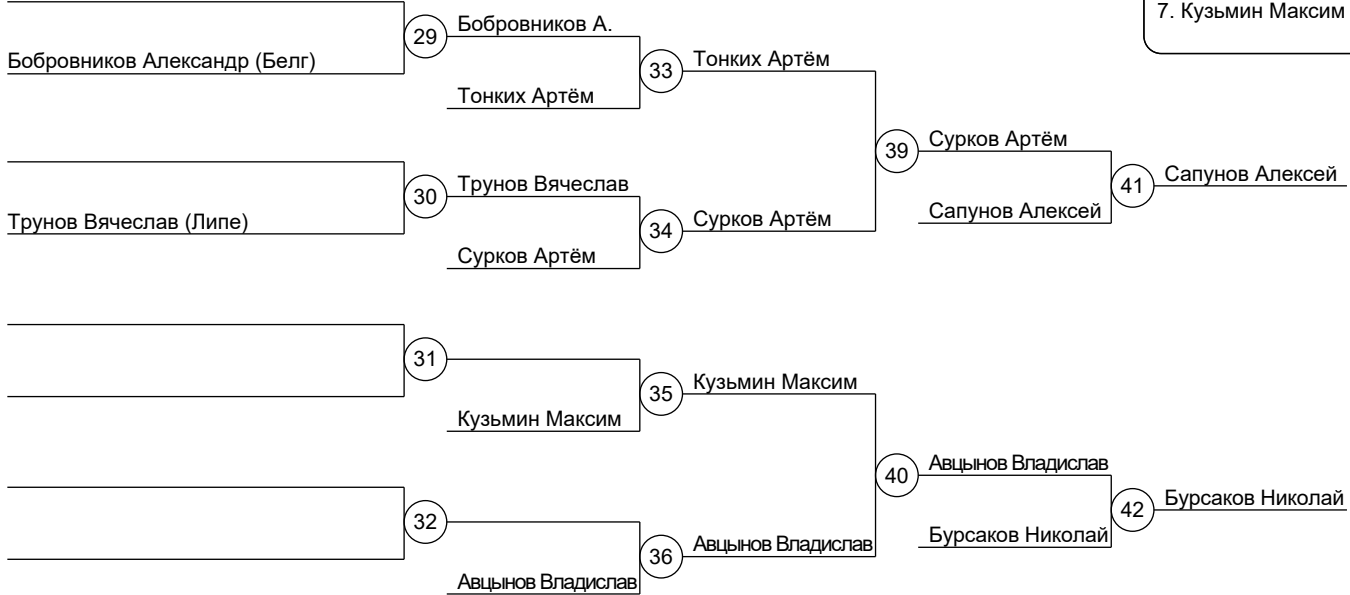 7. Кузьмин Максим
29
Бобровников А.
Бобровников Александр (Белг)
33
Тонких Артём
Тонких Артём
39
Сурков Артём
30
Трунов Вячеслав
41
Сапунов Алексей
Трунов Вячеслав (Липе)
34
Сурков Артём
Сапунов Алексей
Сурков Артём
31
35
Кузьмин Максим
Кузьмин Максим
40
Авцынов Владислав
32
42
Бурсаков Николай
36
Авцынов Владислав
Бурсаков Николай
Авцынов Владислав